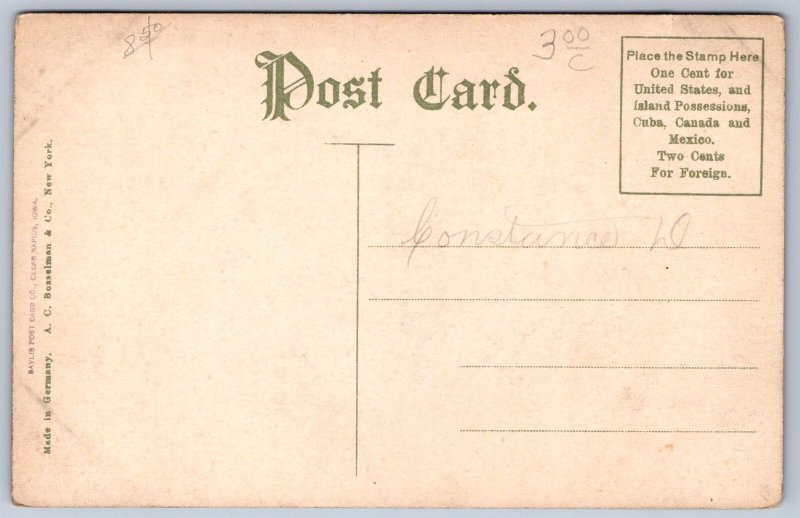 8 50
3 00
C
Post Card.
Place the Stamp Here
One Cent for
United States, and
island Possessions,
Cuba, Canada and
Mexico.
Two Cents
For Foreign.
Constance D
BAYLIS POST CARD CO., CEDAR RAPIDS, IOWA.
Made in Germany. A. C. Bosselman & Co., New York.